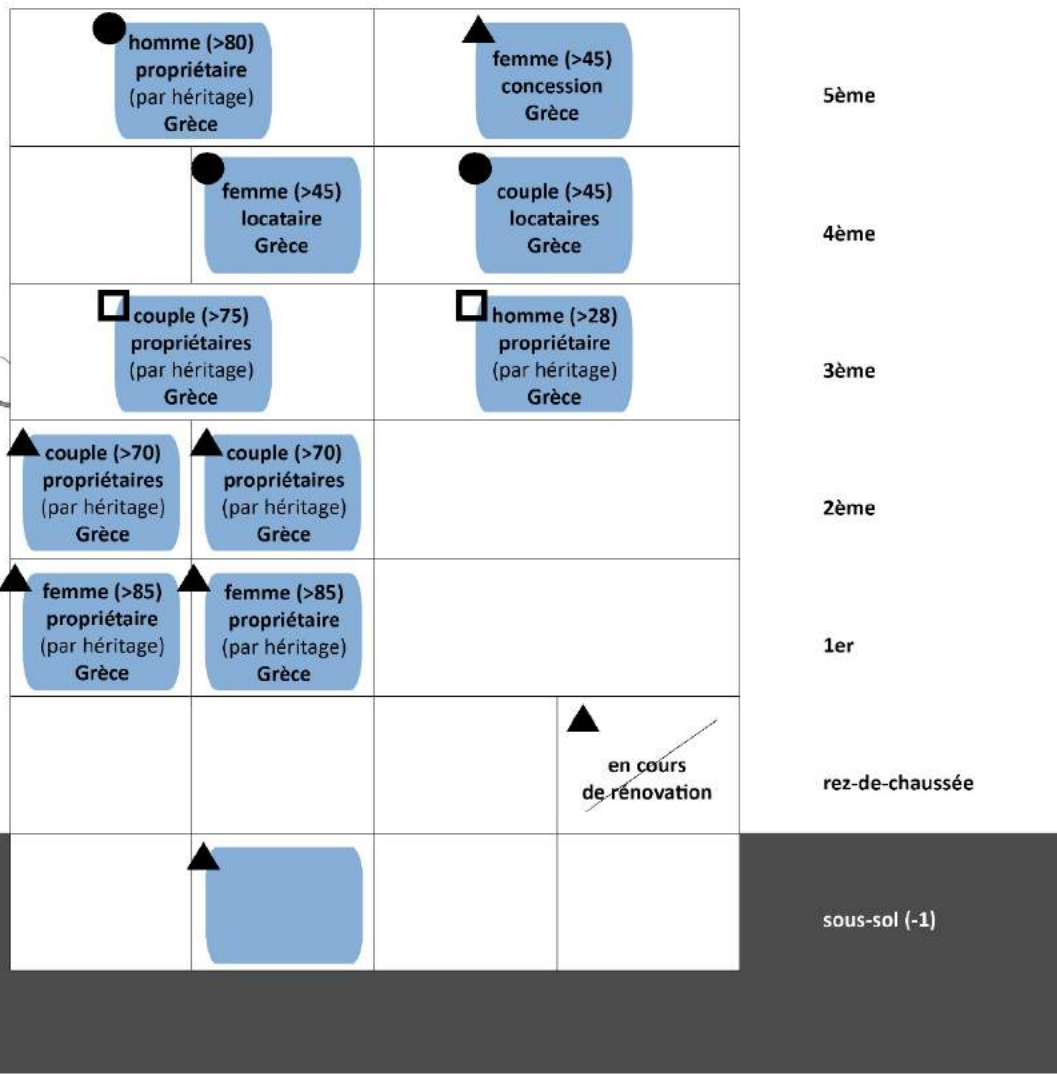 homme (>80)
propriétaire
(par héritage)
Grèce
femme (>45)
concession
Grèce
5ème
femme (>45)
locataire
Grèce
couple (>45)
locataires
Grèce
4ème
couple (>75)
propriétaires
(par héritage)
Grèce
homme (>28)
propriétaire
(par héritage)
Grèce
3ème
couple (>70)
propriétaires
(par héritage)
Grèce
couple (>70)
propriétaires
(par héritage)
Grèce
2ème
femme (>85)
propriétaire
(par héritage)
Grèce
femme (>85)
propriétaire
(par héritage)
Grèce
1er
en cours
de rénovation
rez-de-chaussée
sous-sol (-1)